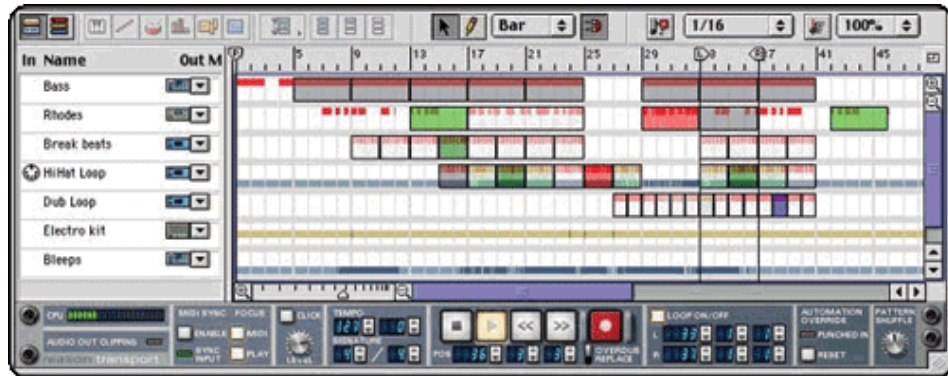 Bar 1/16 100%
In Name Out M
P 5 9 13 17 21 25 29 L R 41 45
Bass
Rhodes
Break beats
HiHat Loop
Dub Loop
Electro kit
Bleeps
CPU MIDI SYNC FOCUS CLICK TEMPO LOOP ON/OFF AUTOMATION OVERRIDE PATTERN SHUFFLE
ENABLE MIDI SIGNATURE L PUNCHED IN
AUDIO OUT CLIPPING SYNC INPUT PLAY LEVEL POS OVERDUB REPLACE R RESET
reason transport